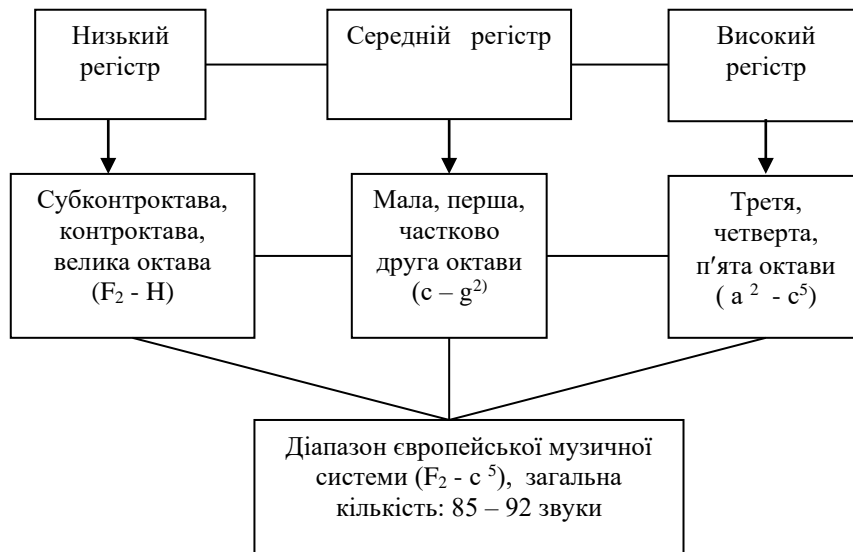 Низький
регістр
Середній регістр
Високий
регістр
Субконтроктава,
контроктава,
велика октава
(F₂ - H)
Мала, перша,
частково
друга октави
(c – g²⁾
Третя,
четверта,
п′ята октави
( a ² - c⁵)
Діапазон європейської музичної
системи (F₂ - c ⁵), загальна
кількість: 85 – 92 звуки